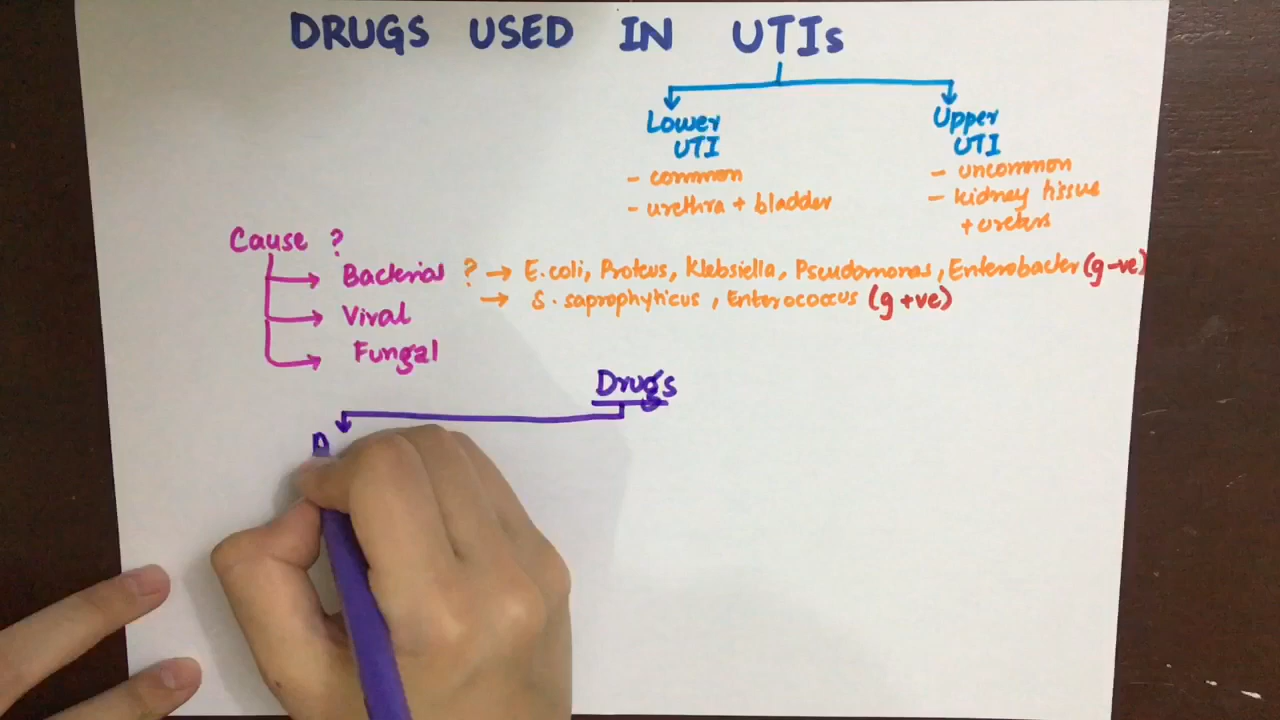 DRUGS USED IN UTIs
Lower UTI
- common
- urethra + bladder
Upper UTI
- uncommon
- kidney tissue
+ ureters
Cause ?
Bacterial ? → E.coli, Proteus, Klebsiella, Pseudomonas, Enterobacter (g-ve)
→ S. saprophyticus, Enterococcus (g+ve)
Viral
Fungal
Drugs